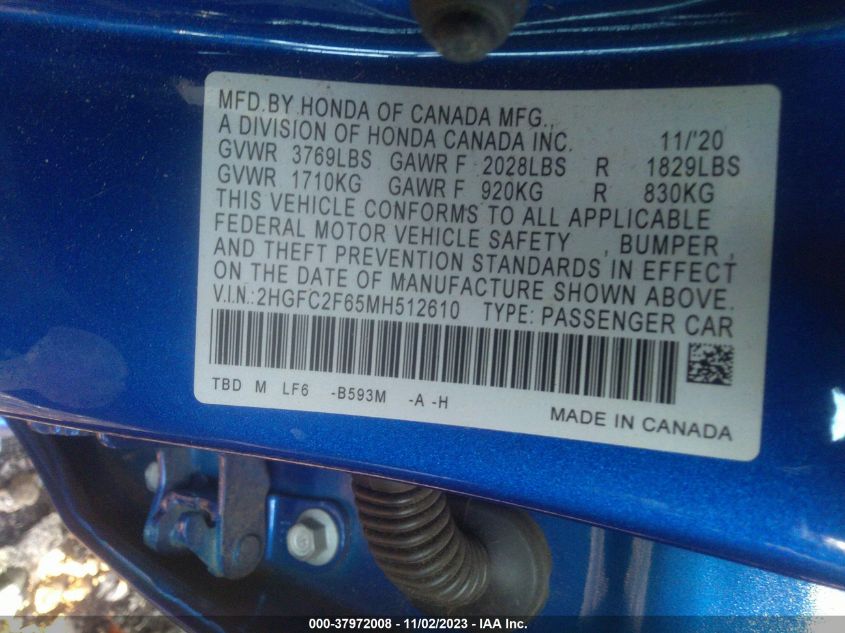 MFD.BY HONDA OF CANADA MFG.,
A DIVISION OF HONDA CANADA INC. 11/'20
GVWR 3769LBS GAWR F 2028LBS R 1829LBS
GVWR 1710KG GAWR F 920KG R 830KG
THIS VEHICLE CONFORMS TO ALL APPLICABLE
FEDERAL MOTOR VEHICLE SAFETY , BUMPER ,
AND THEFT PREVENTION STANDARDS IN EFFECT
ON THE DATE OF MANUFACTURE SHOWN ABOVE.
V.I.N.:2HGFC2F65MH512610 TYPE: PASSENGER CAR
TBD M LF6 -B593M -A -H
MADE IN CANADA
000-37972008 - 11/02/2023 - IAA Inc.